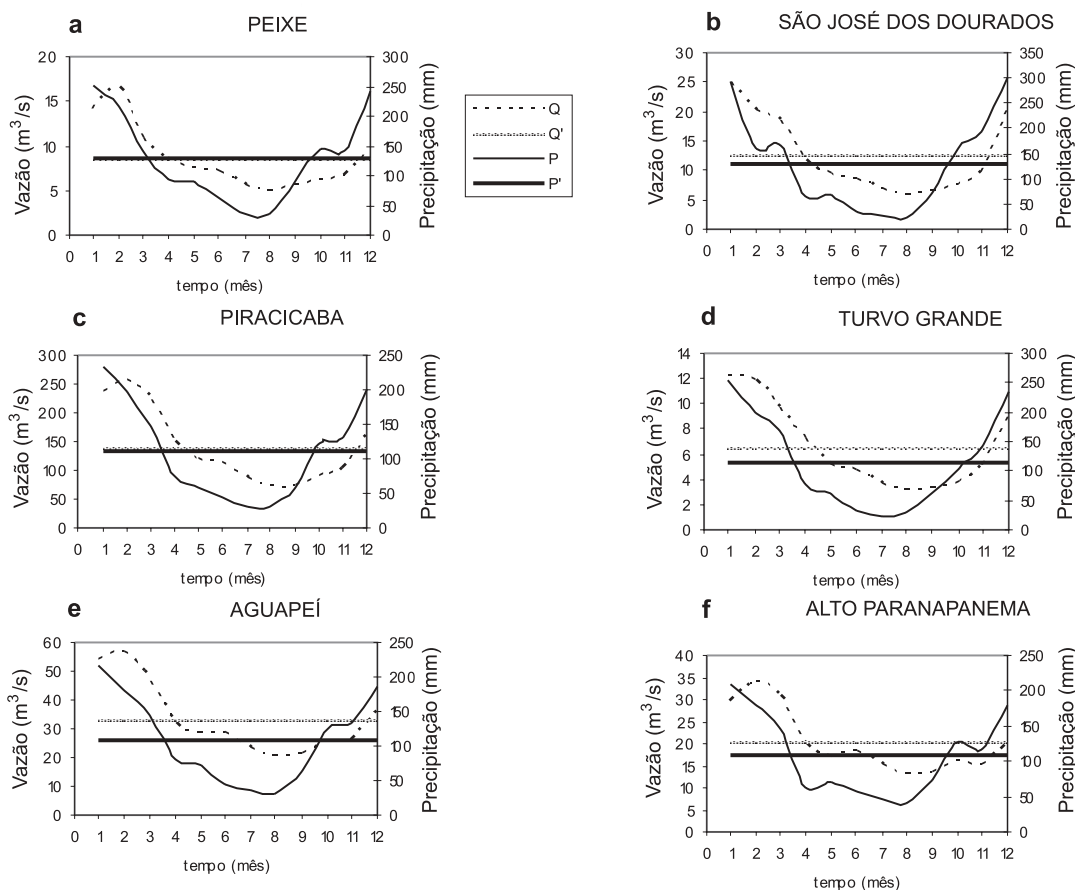 a PEIXE
Vazão (m³/s)
20
15
10
5
0
Precipitação (mm)
300
250
200
150
100
50
0
0 1 2 3 4 5 6 7 8 9 10 11 12
tempo (mês)
Q
Q'
P
P'
b SÃO JOSÉ DOS DOURADOS
Vazão (m³/s)
30
25
20
15
10
5
0
Precipitação (mm)
350
300
250
200
150
100
50
0
0 1 2 3 4 5 6 7 8 9 10 11 12
tempo (mês)
c PIRACICABA
Vazão (m³/s)
300
250
200
150
100
50
0
Precipitação (mm)
250
200
150
100
50
0
0 1 2 3 4 5 6 7 8 9 10 11 12
tempo (mês)
d TURVO GRANDE
Vazão (m³/s)
14
12
10
8
6
4
2
0
Precipitação (mm)
300
250
200
150
100
50
0
0 1 2 3 4 5 6 7 8 9 10 11 12
tempo (mês)
e AGUAPEÍ
Vazão (m³/s)
60
50
40
30
20
10
0
Precipitação (mm)
250
200
150
100
50
0
0 1 2 3 4 5 6 7 8 9 10 11 12
tempo (mês)
f ALTO PARANAPANEMA
Vazão (m³/s)
40
35
30
25
20
15
10
5
0
Precipitação (mm)
250
200
150
100
50
0
0 1 2 3 4 5 6 7 8 9 10 11 12
tempo (mês)